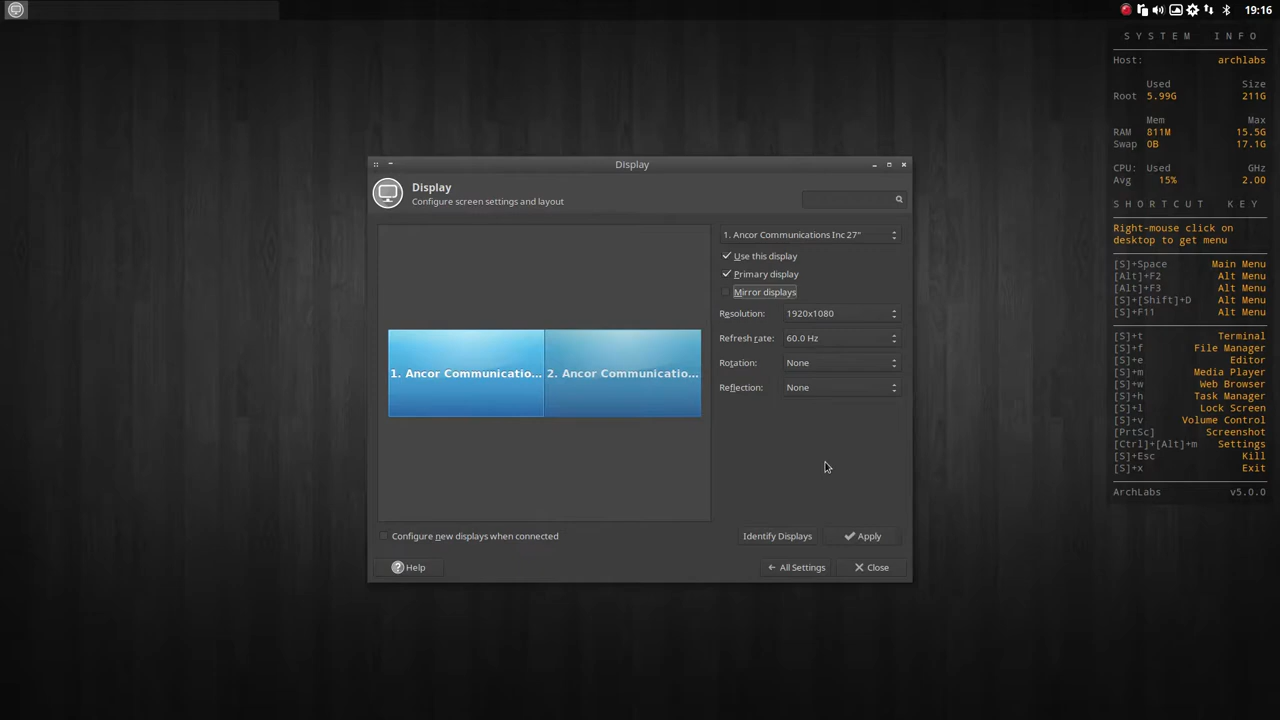 19:16
SYSTEM INFO
Host: archlabs
Used Size
Root 5.99G 211G
Mem Max
RAM 811M 15.5G
Swap 0B 17.1G
CPU: Used GHz
Avg 15% 2.00
SHORTCUT KEY
Right-mouse click on
desktop to get menu
[S]+Space Main Menu
[Alt]+F2 Alt Menu
[Alt]+F3 Alt Menu
[S]+[Shift]+D Alt Menu
[S]+F11 Alt Menu
[S]+t Terminal
[S]+f File Manager
[S]+e Editor
[S]+m Media Player
[S]+w Web Browser
[S]+h Task Manager
[S]+l Lock Screen
[S]+v Volume Control
[PrtSc] Screenshot
[Ctrl]+[Alt]+m Settings
[S]+Esc Kill
[S]+x Exit
ArchLabs v5.0.0
Display
Display
Configure screen settings and layout
1. Ancor Communications Inc 27"
Use this display
Primary display
Mirror displays
Resolution: 1920x1080
Refresh rate: 60.0 Hz
Rotation: None
Reflection: None
1. Ancor Communicatio...
2. Ancor Communicatio...
Configure new displays when connected
Identify Displays
Apply
Help
All Settings
Close